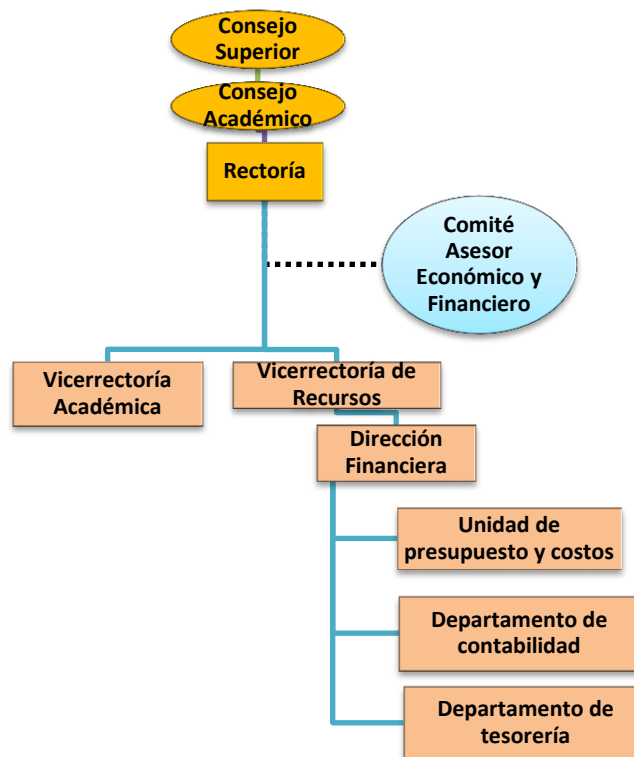 Consejo
Superior
Consejo
Académico
Rectoría
Comité
Asesor
Económico y
Financiero
Vicerrectoría
Académica
Vicerrectoría de
Recursos
Dirección
Financiera
Unidad de
presupuesto y costos
Departamento de
contabilidad
Departamento de
tesorería